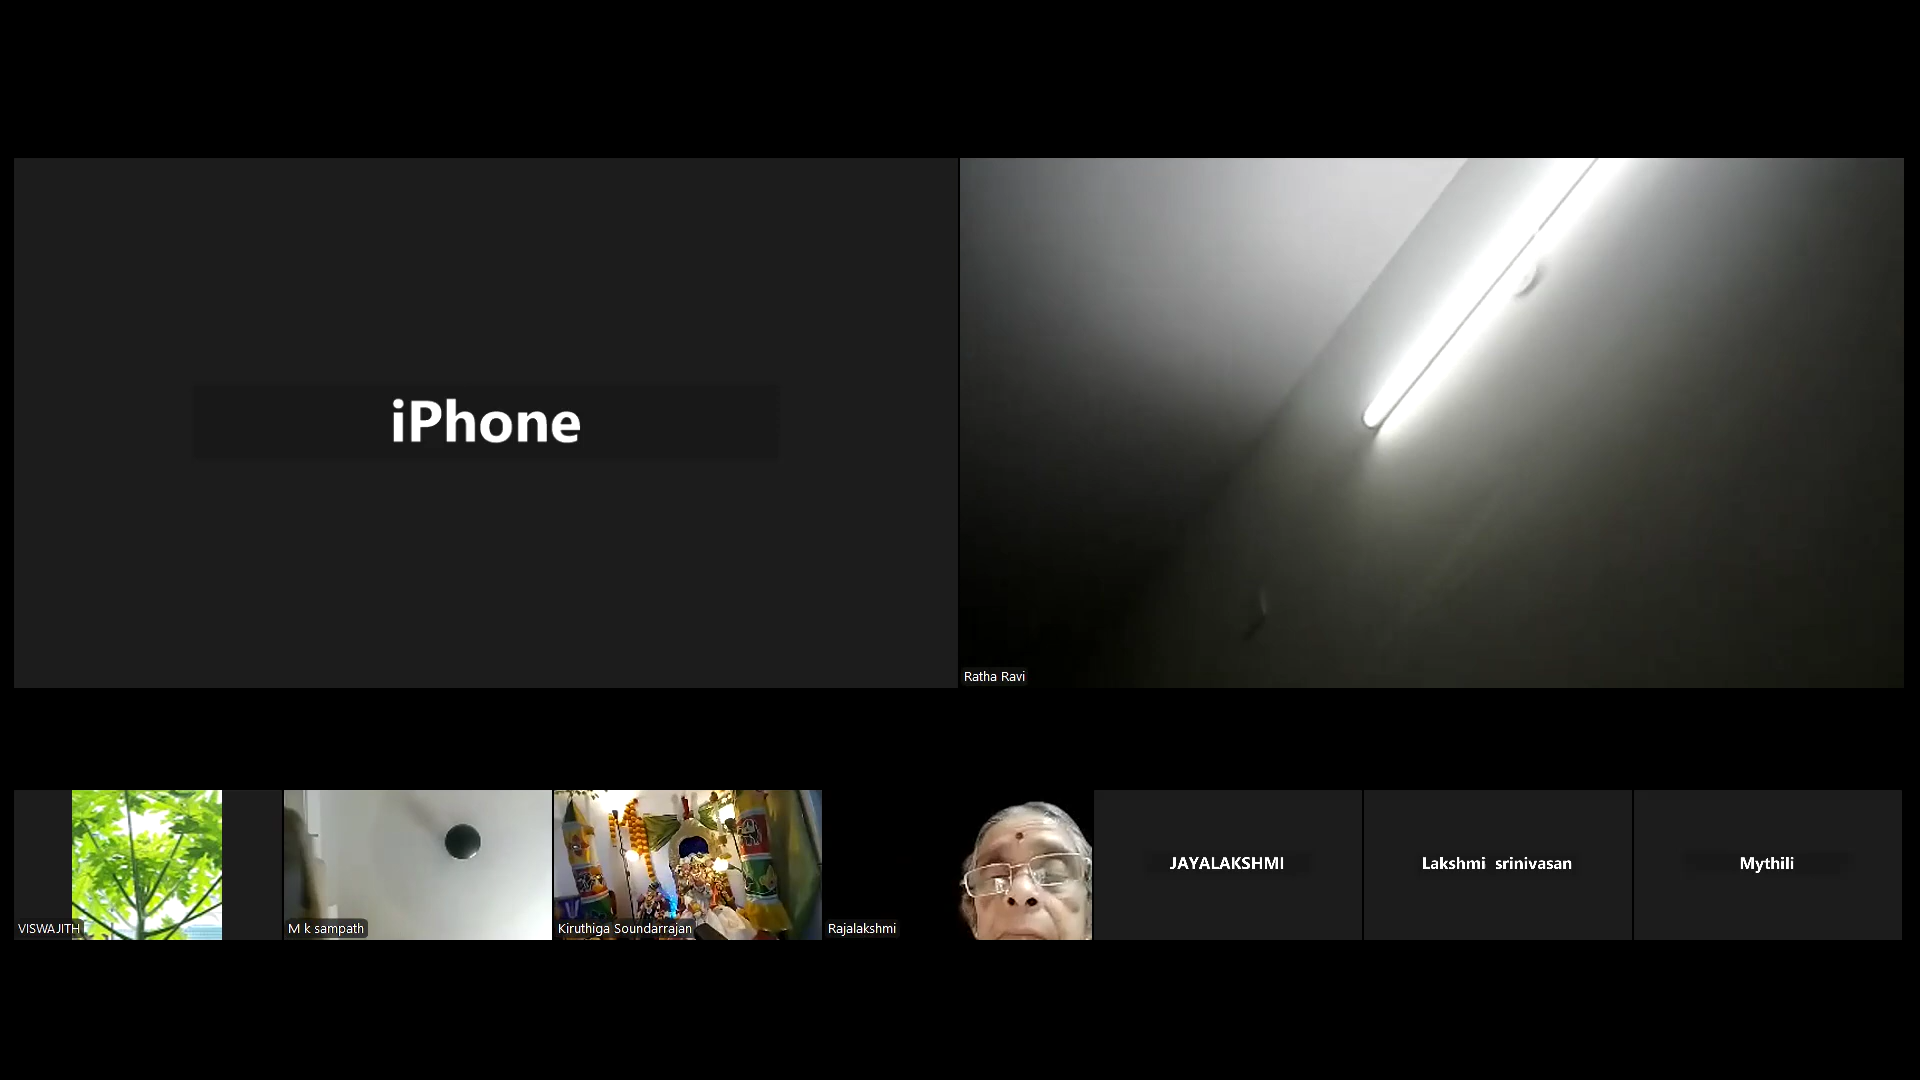 iPhone
Ratha Ravi
VISWAJITH
M k sampath
Kiruthiga Soundarrajan
Rajalakshmi
JAYALAKSHMI
Lakshmi srinivasan
Mythili